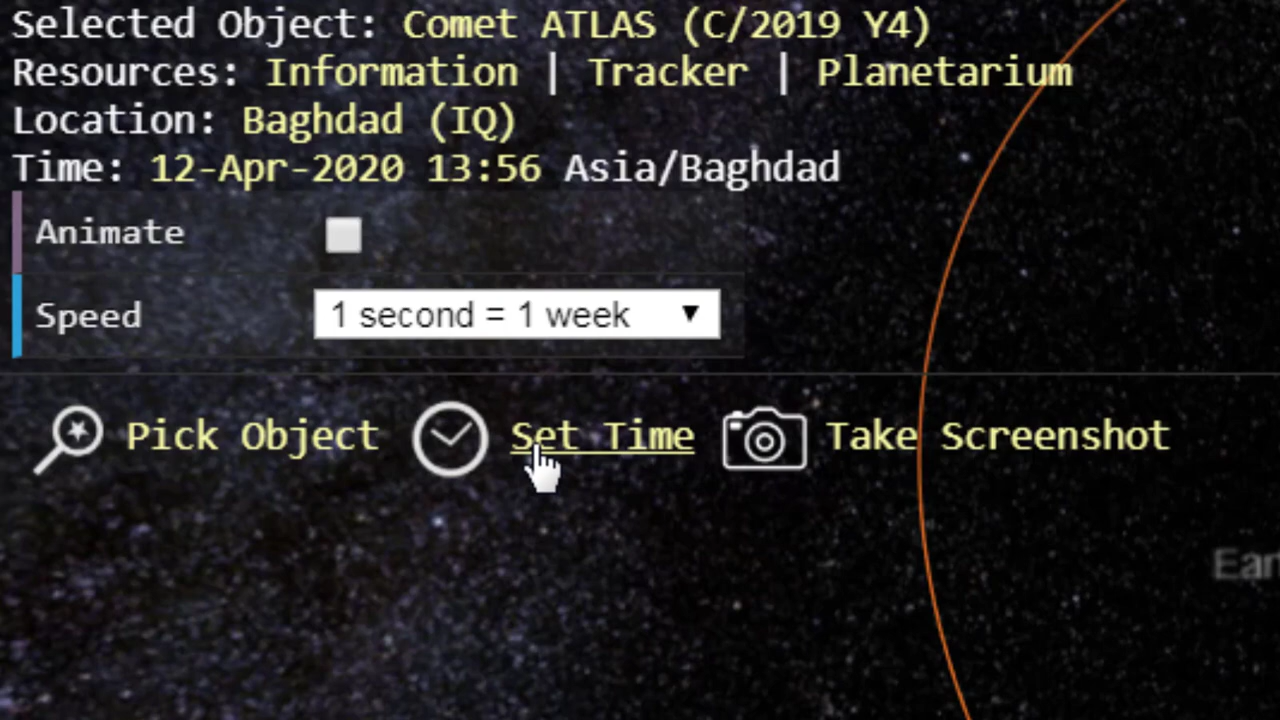 Selected Object: Comet ATLAS (C/2019 Y4)
Resources: Information | Tracker | Planetarium
Location: Baghdad (IQ)
Time: 12-Apr-2020 13:56 Asia/Baghdad
Animate
Speed 1 second = 1 week
Pick Object Set Time Take Screenshot
Ear